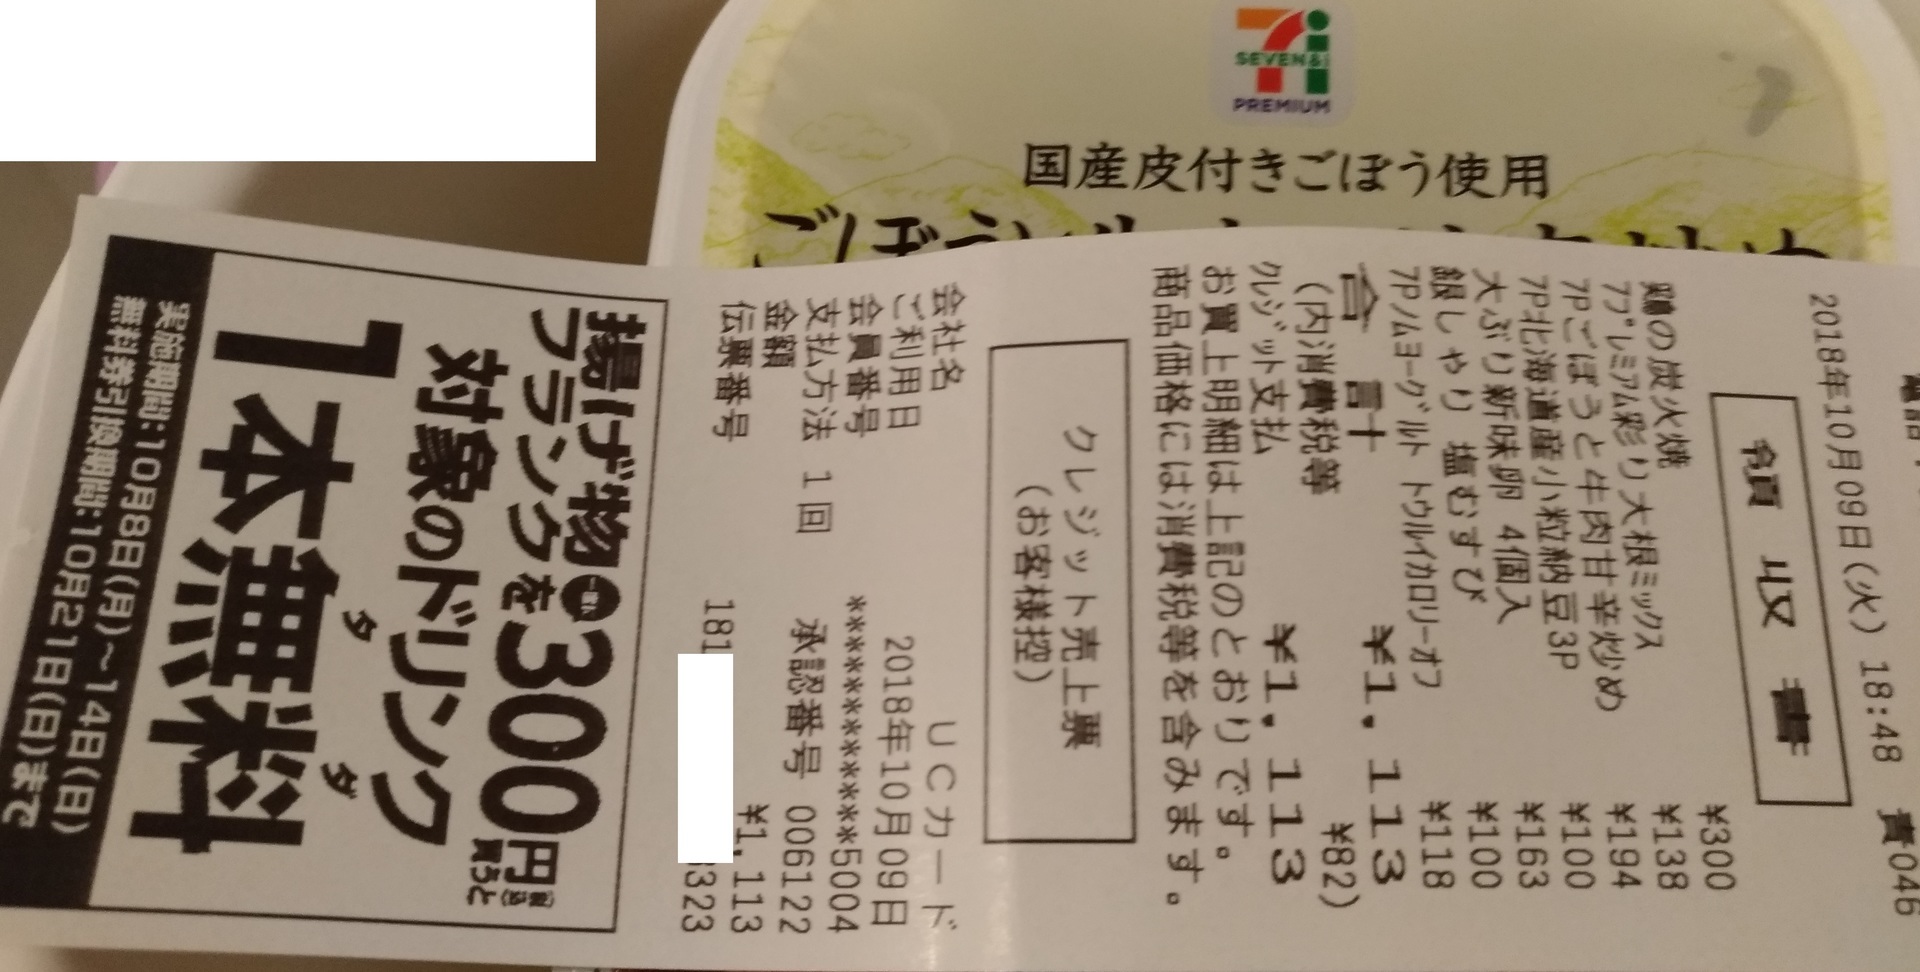 SEVEN&i
PREMIUM
国産皮付きごぼう使用
2018年10月09日(火) 18:48 責046
領 収 書
鶏の炭火焼 ¥300
7プレミアム彩り大根ミックス ¥138
7Pごぼうと牛肉甘辛炒め ¥194
7P北海道産小粒納豆3P ¥100
大ぶり新味卵 4個入 ¥163
銀しゃり 塩むすび ¥100
7Pノムヨーグルトトウルイカロリーオフ ¥118
合 計 ¥1,113
(内消費税等 ¥82)
クレジット支払 ¥1,113
お買上明細は上記のとおりです。
商品価格には消費税等を含みます。
クレジット売上票
(お客様控)
会社名 UCカード
ご利用日 2018年10月09日
会員番号 ************5004
支払方法 1回 承認番号 006122
金額 ¥1,113
伝票番号 181 3323
揚げ物
フランクを300円買うと
対象のドリンク
1本無料
タダ
実施期間:10月8日(月)~14日(日)
無料券引換期間:10月21日(日)まで